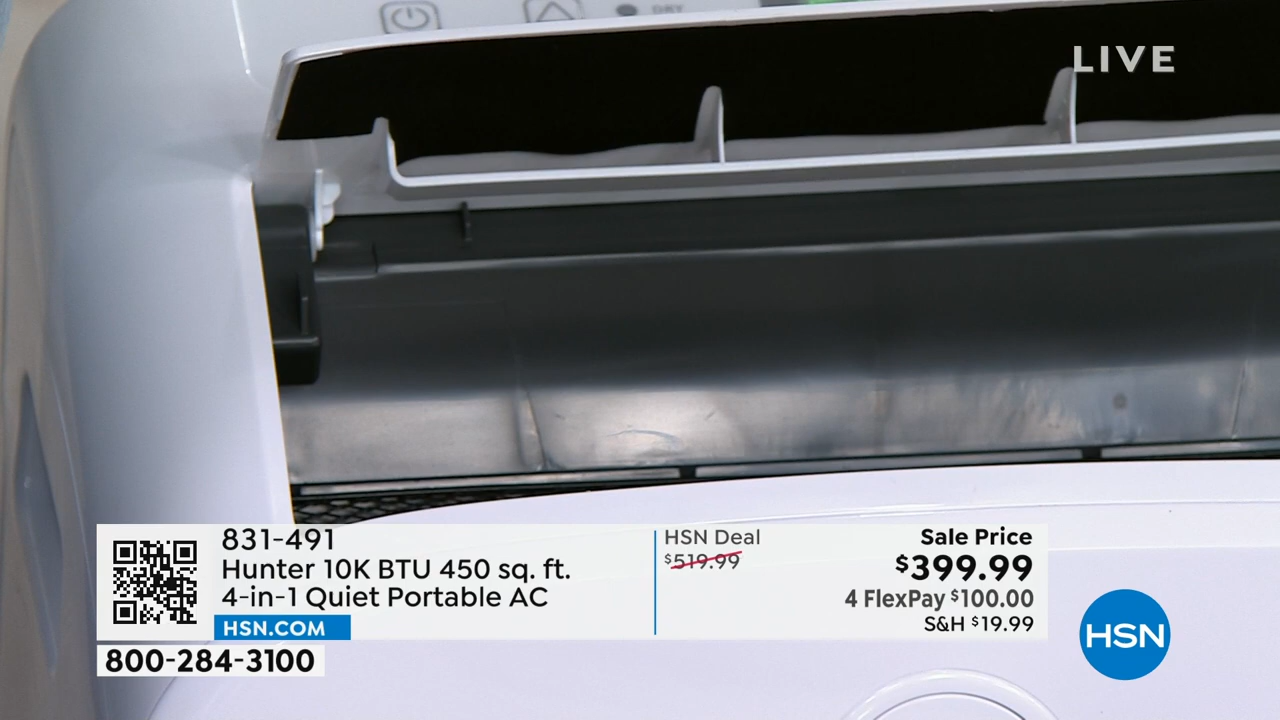 DRY
LIVE
831-491
Hunter 10K BTU 450 sq. ft.
4-in-1 Quiet Portable AC
HSN.COM
800-284-3100
HSN Deal
$519.99
Sale Price
$399.99
4 FlexPay $100.00
S&H $19.99
HSN